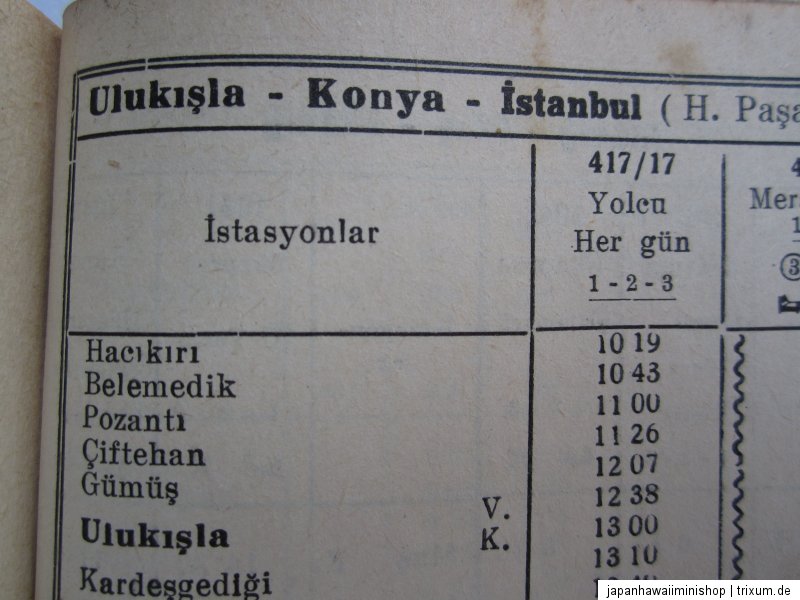 Ulukışla - Konya - İstanbul ( H. Paşa
İstasyonlar
417/17
Yolcu
Her gün
1 - 2 - 3
Hacıkırı 10 19
Belemedik 10 43
Pozantı 11 00
Çiftehan 11 26
Gümüş 12 07
V. 12 38
Ulukışla K. 13 00
Kardeşgediği 13 10
japanhawaiiminishop | trixum.de